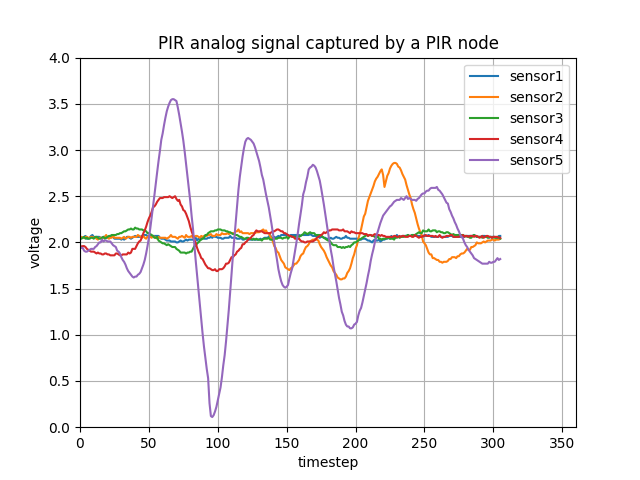 PIR analog signal captured by a PIR node
4.0
3.5
3.0
2.5
2.0
1.5
1.0
0.5
0.0
voltage
0 50 100 150 200 250 300 350
timestep
sensor1
sensor2
sensor3
sensor4
sensor5